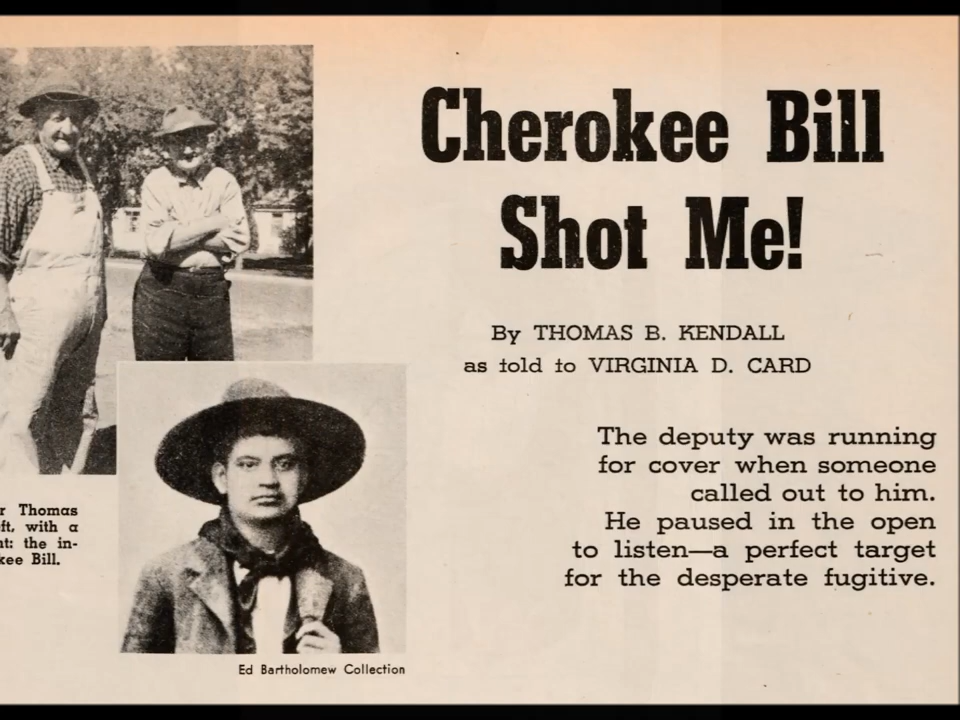 Cherokee Bill
Shot Me!
By THOMAS B. KENDALL
as told to VIRGINIA D. CARD
The deputy was running
for cover when someone
called out to him.
He paused in the open
to listen—a perfect target
for the desperate fugitive.
r Thomas
ft, with a
nt: the in-
kee Bill.
Ed Bartholomew Collection